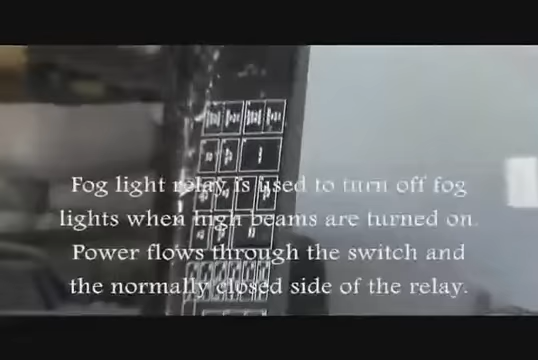 Fog light relay is used to turn off fog
lights when high beams are turned on.
Power flows through the switch and
the normally closed side of the relay.